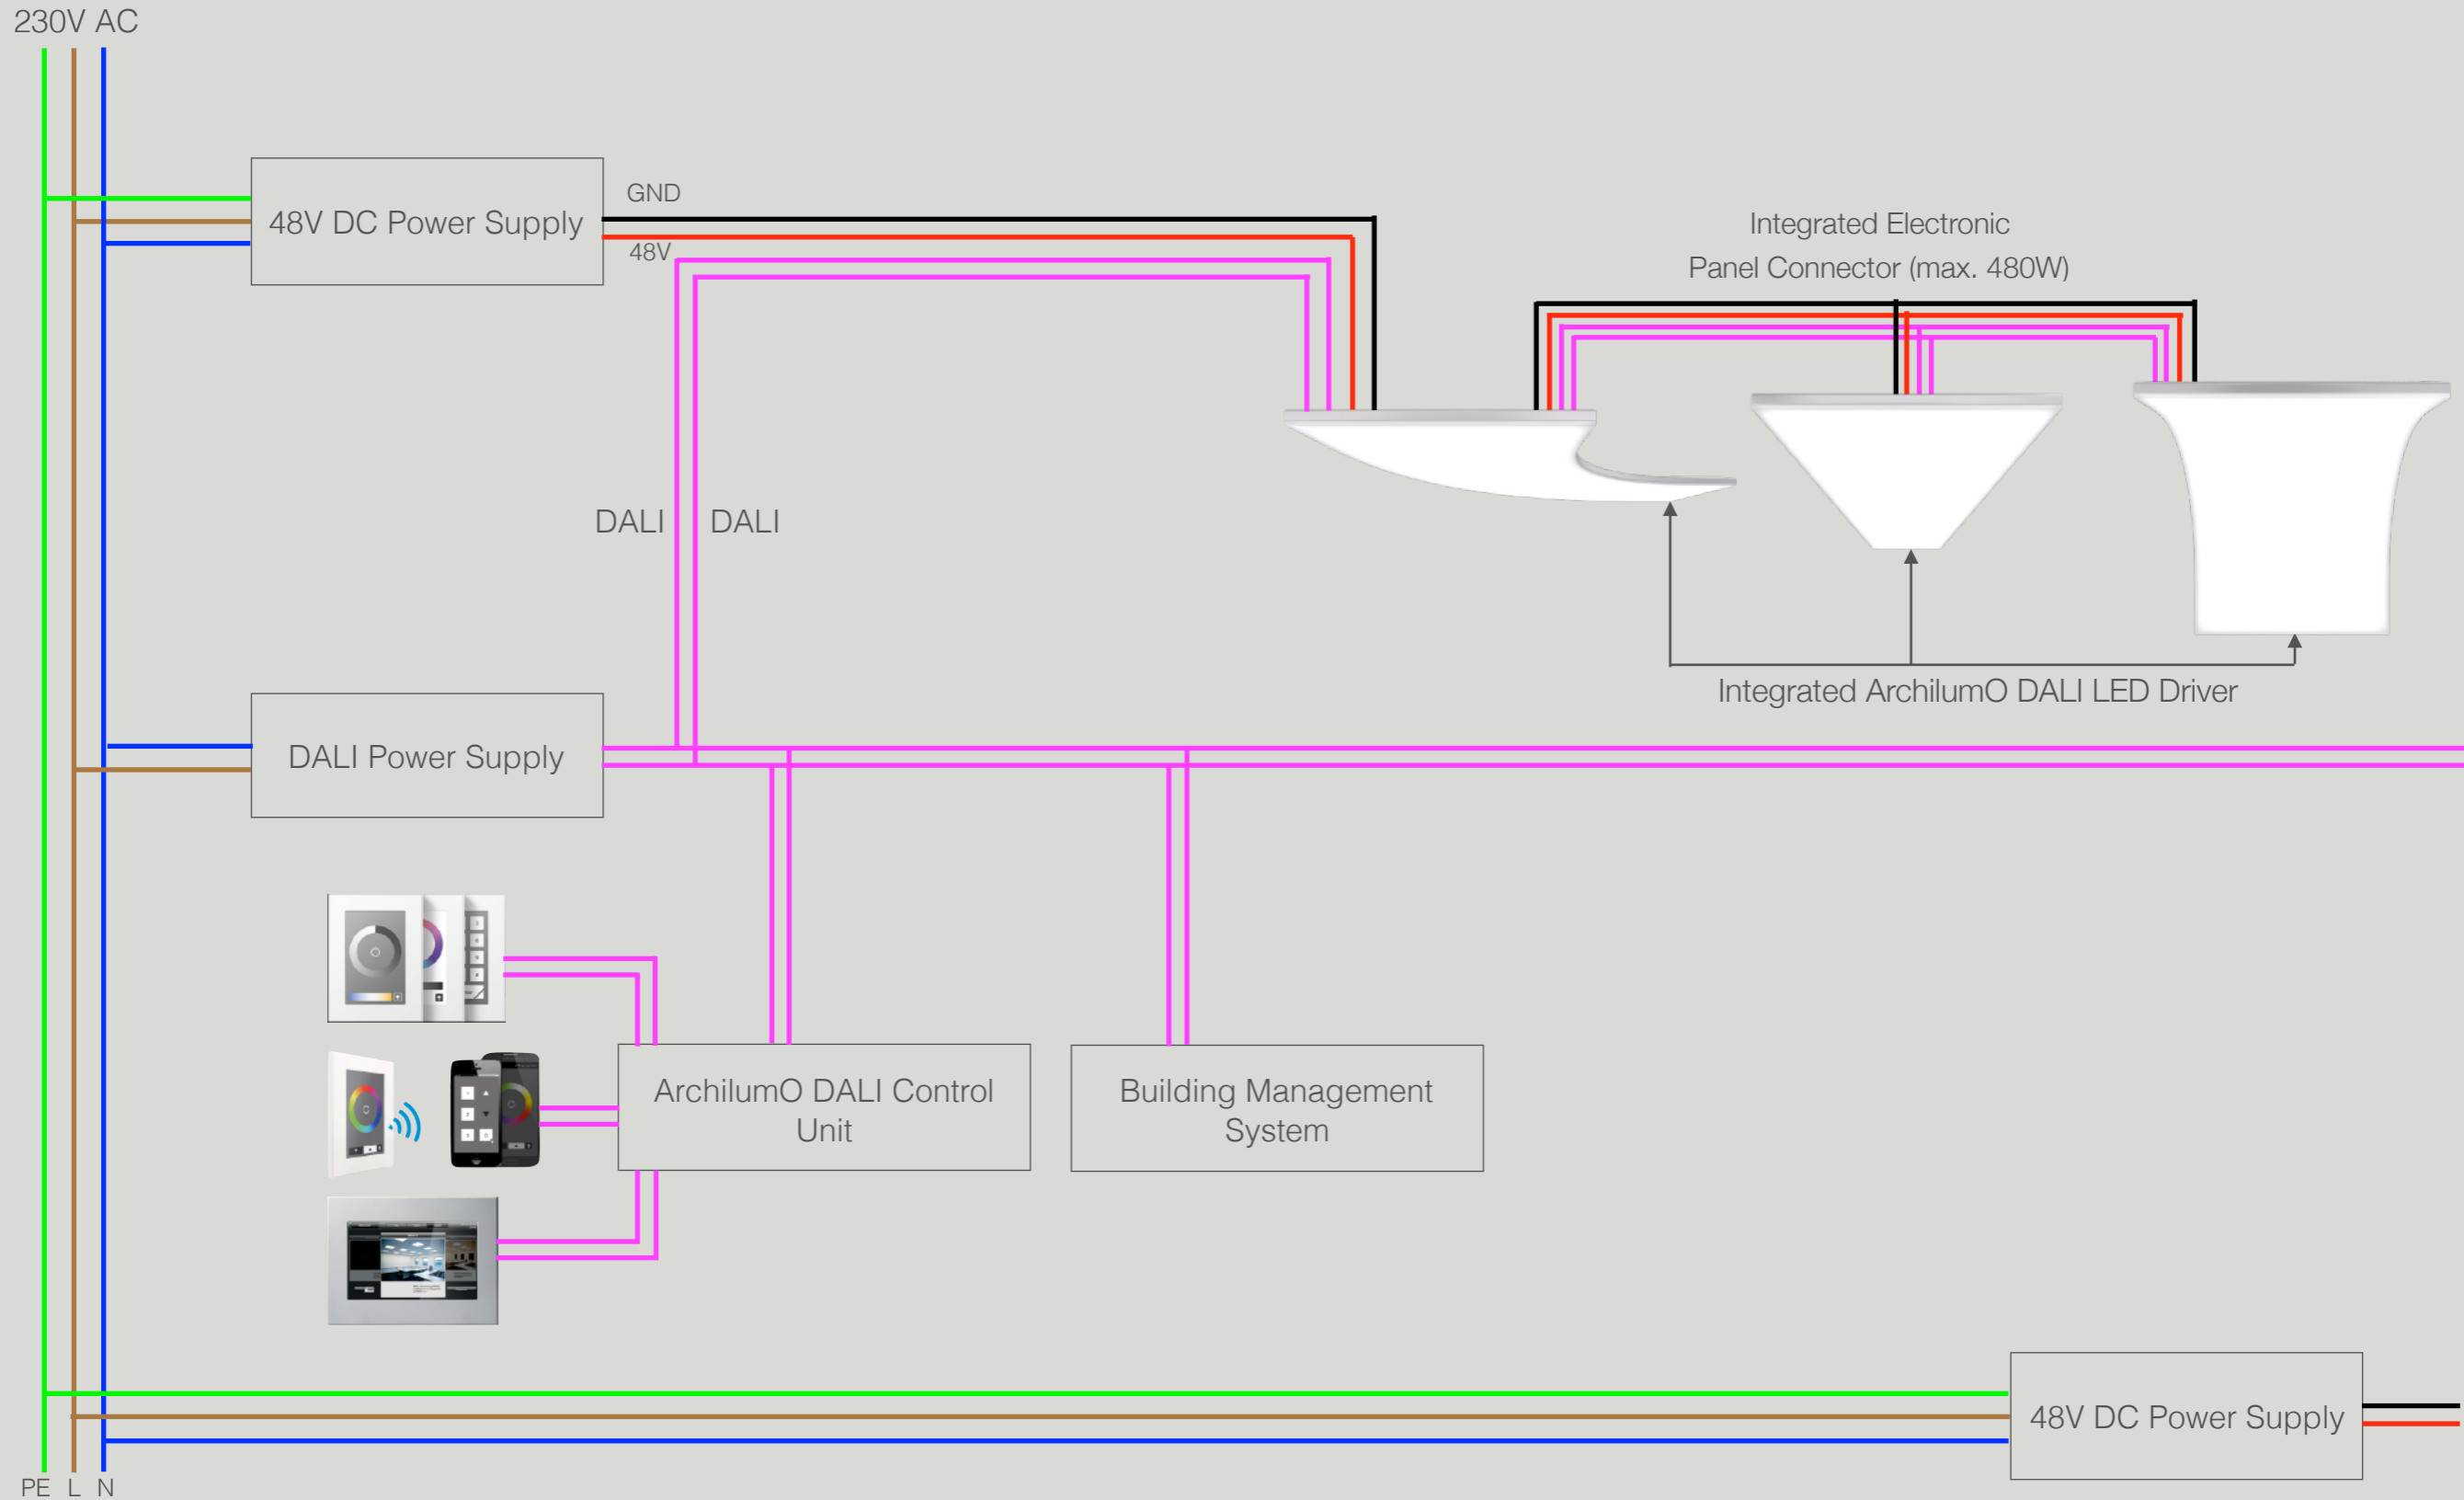 230V AC
GND
48V DC Power Supply
48V
Integrated Electronic
Panel Connector (max. 480W)
DALI
DALI
Integrated ArchilumO DALI LED Driver
DALI Power Supply
ArchilumO DALI Control
Unit
Building Management
System
48V DC Power Supply
PE L N